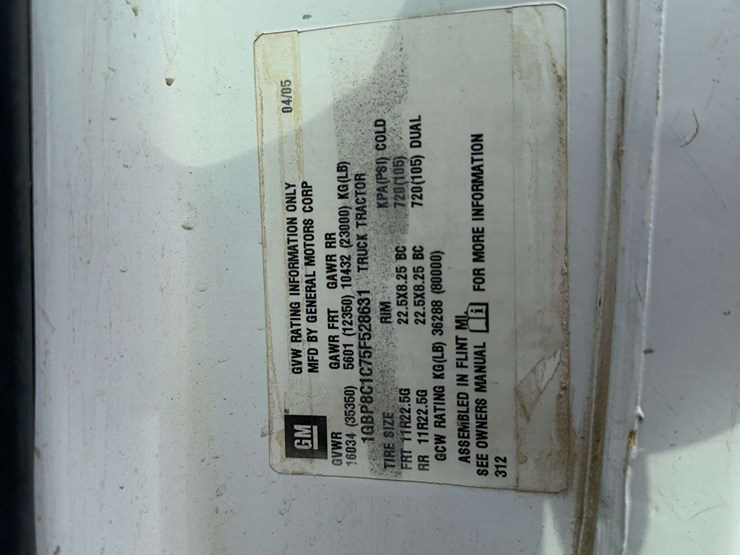 GM
GVW RATING INFORMATION ONLY 04/05
MFD BY GENERAL MOTORS CORP
GVWR GAWR FRT GAWR RR
16034 (35350) 5601 (12350) 10432 (23000) KG(LB)
1GBP8C1C75F528631 TRUCK TRACTOR
TIRE SIZE RIM KPA(PSI) COLD
FRT 11R22.5G 22.5X8.25 BC 720(105)
RR 11R22.5G 22.5X8.25 BC 720(105) DUAL
GCW RATING KG(LB) 36288 (80000)
ASSEMBLED IN FLINT MI.
SEE OWNERS MANUAL i FOR MORE INFORMATION
312